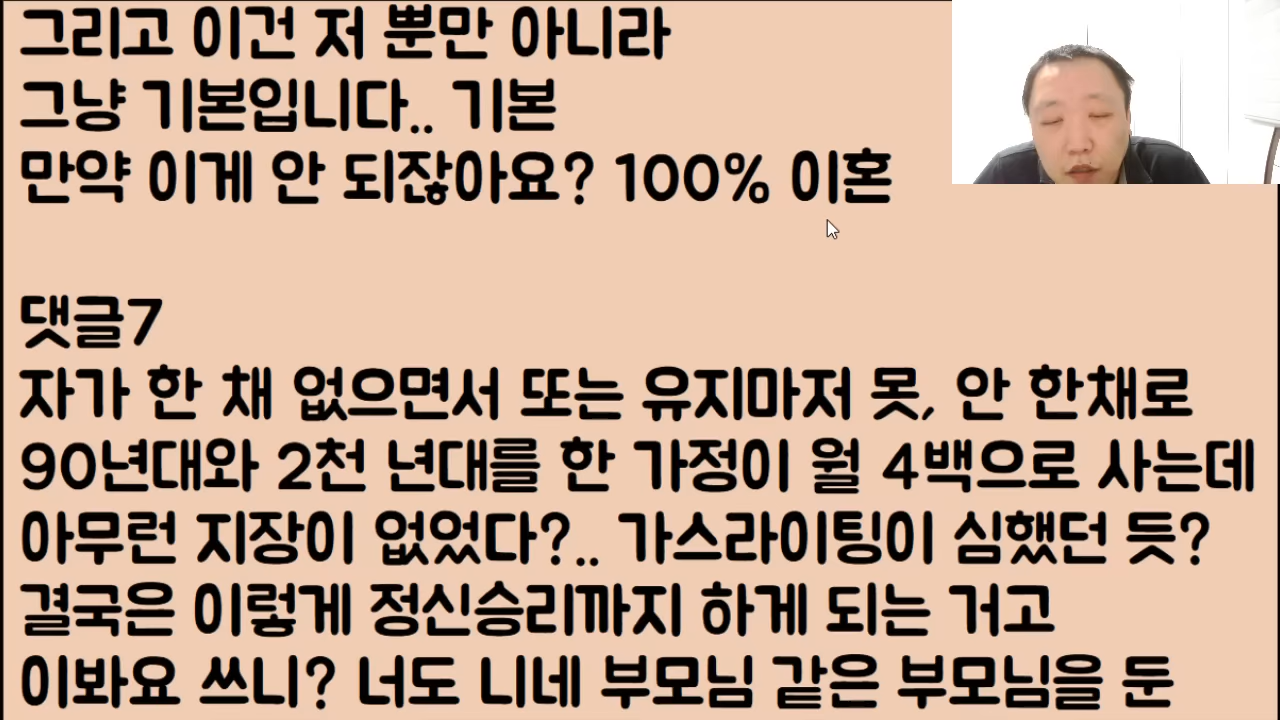 그리고 이건 저 뿐만 아니라
그냥 기본입니다.. 기본
만약 이게 안 되잖아요? 100% 이혼
댓글7
자가 한 채 없으면서 또는 유지마저 못, 안 한채로
90년대와 2천 년대를 한 가정이 월 4백으로 사는데
아무런 지장이 없었다?.. 가스라이팅이 심했던 듯?
결국은 이렇게 정신승리까지 하게 되는 거고
이봐요 쓰니? 너도 니네 부모님 같은 부모님을 둔